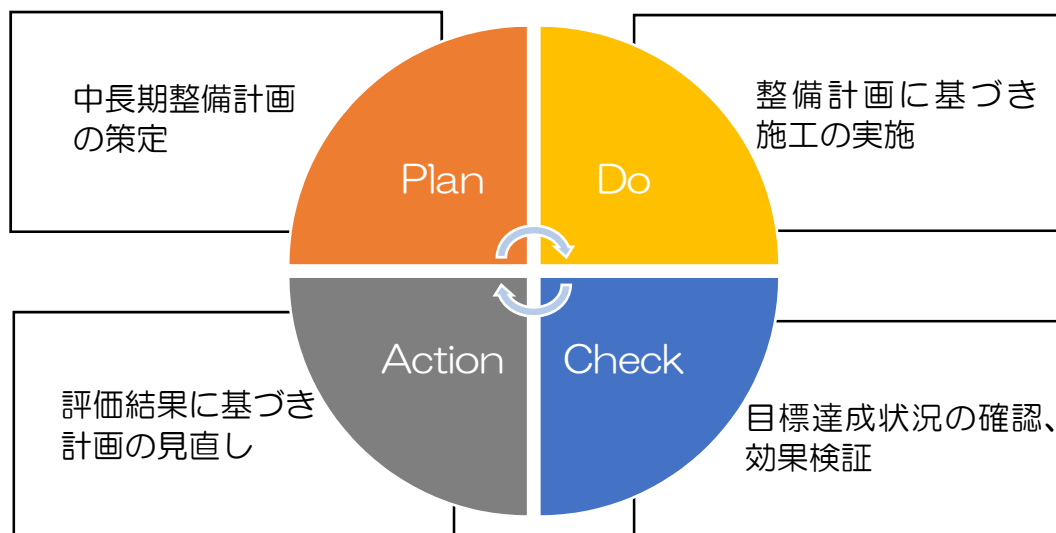 中長期整備計画
の策定
Plan
Do
整備計画に基づき
施工の実施
評価結果に基づき
計画の見直し
Action
Check
目標達成状況の確認、
効果検証